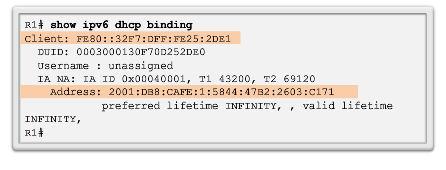 R1# show ipv6 dhcp binding
Client: FE80::32F7:DFF:FE25:2DE1
DUID: 0003000130F70D252DE0
Username : unassigned
IA NA: IA ID 0x00040001, T1 43200, T2 69120
Address: 2001:DB8:CAFE:1:5844:47B2:2603:C171
preferred lifetime INFINITY, , valid lifetime
INFINITY,
R1#